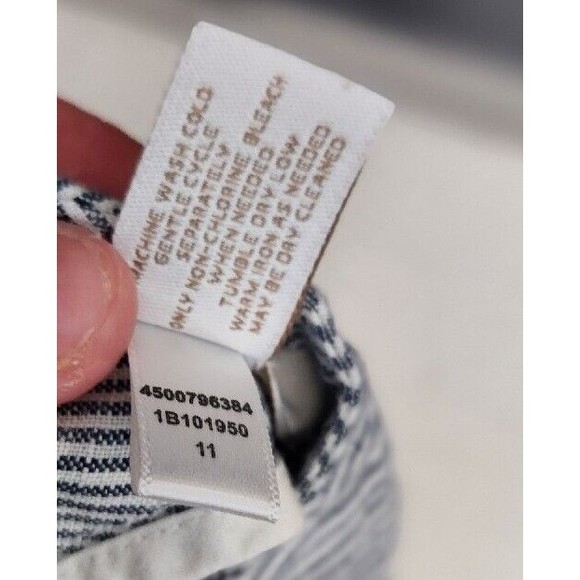 MACHINE WASH COLD
GENTLE CYCLE
SEPARATELY
ONLY NON-CHLORINE BLEACH
WHEN NEEDED
TUMBLE DRY LOW
WARM IRON AS NEEDED
MAY BE DRY CLEANED
4500796384
1B101950
11